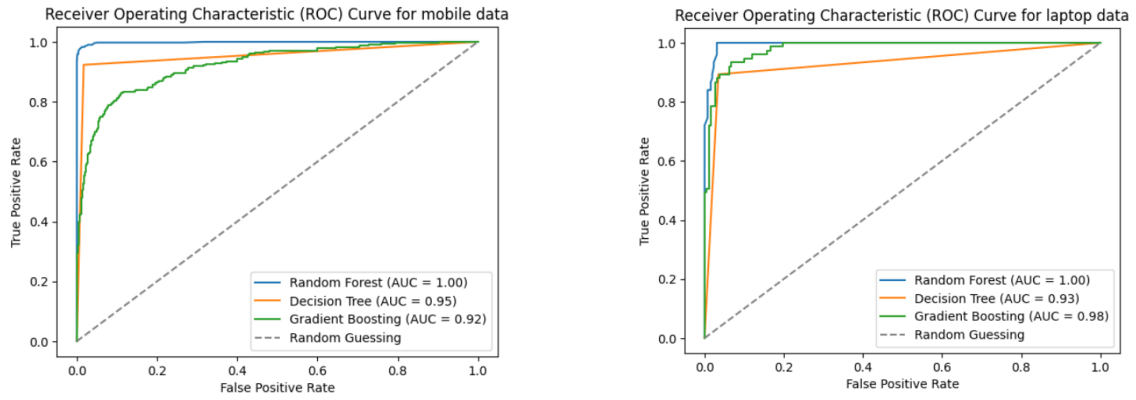 Receiver Operating Characteristic (ROC) Curve for mobile data
True Positive Rate
1.0
0.8
0.6
0.4
0.2
0.0
Random Forest (AUC = 1.00)
Decision Tree (AUC = 0.95)
Gradient Boosting (AUC = 0.92)
Random Guessing
0.0 0.2 0.4 0.6 0.8 1.0
False Positive Rate
Receiver Operating Characteristic (ROC) Curve for laptop data
True Positive Rate
1.0
0.8
0.6
0.4
0.2
0.0
Random Forest (AUC = 1.00)
Decision Tree (AUC = 0.93)
Gradient Boosting (AUC = 0.98)
Random Guessing
0.0 0.2 0.4 0.6 0.8 1.0
False Positive Rate